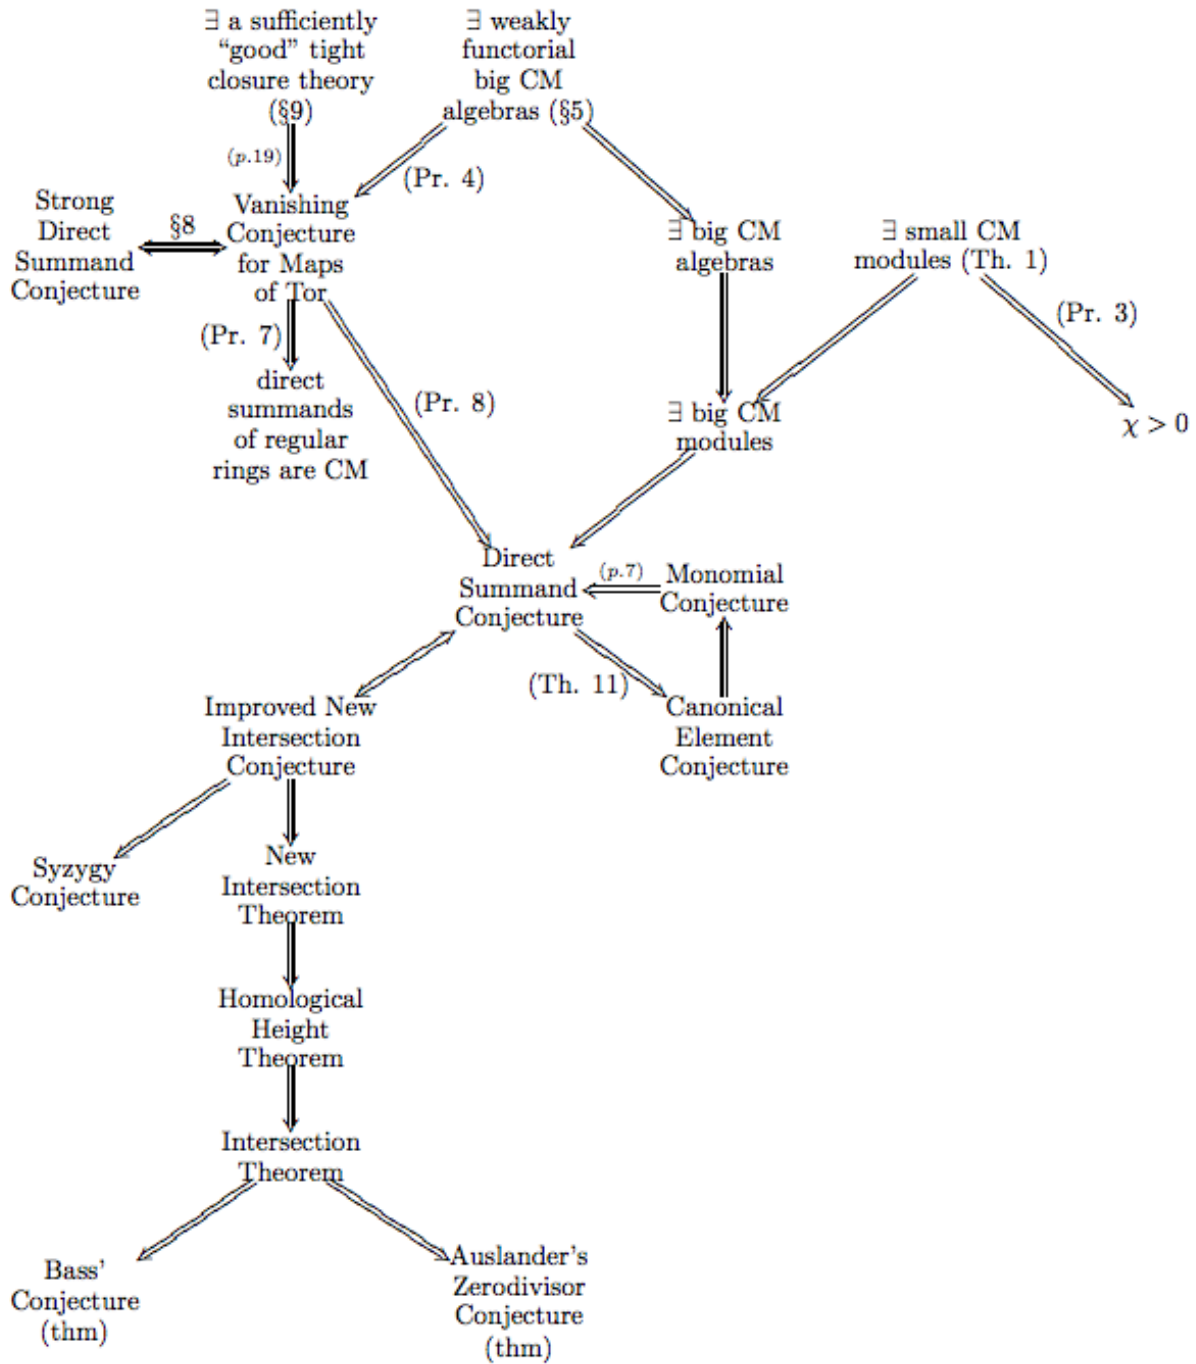 ∃ a sufficiently
“good” tight
closure theory
(§9)
∃ weakly
functorial
big CM
algebras (§5)
(p.19)
(Pr. 4)
Strong
Direct
Summand
Conjecture
§8
Vanishing
Conjecture
for Maps
of Tor
∃ big CM
algebras
∃ small CM
modules (Th. 1)
(Pr. 3)
(Pr. 7)
direct
summands
of regular
rings are CM
(Pr. 8)
∃ big CM
modules
χ > 0
Direct
Summand
Conjecture
(p.7)
Monomial
Conjecture
(Th. 11)
Improved New
Intersection
Conjecture
Canonical
Element
Conjecture
Syzygy
Conjecture
New
Intersection
Theorem
Homological
Height
Theorem
Intersection
Theorem
Bass’
Conjecture
(thm)
Auslander’s
Zerodivisor
Conjecture
(thm)